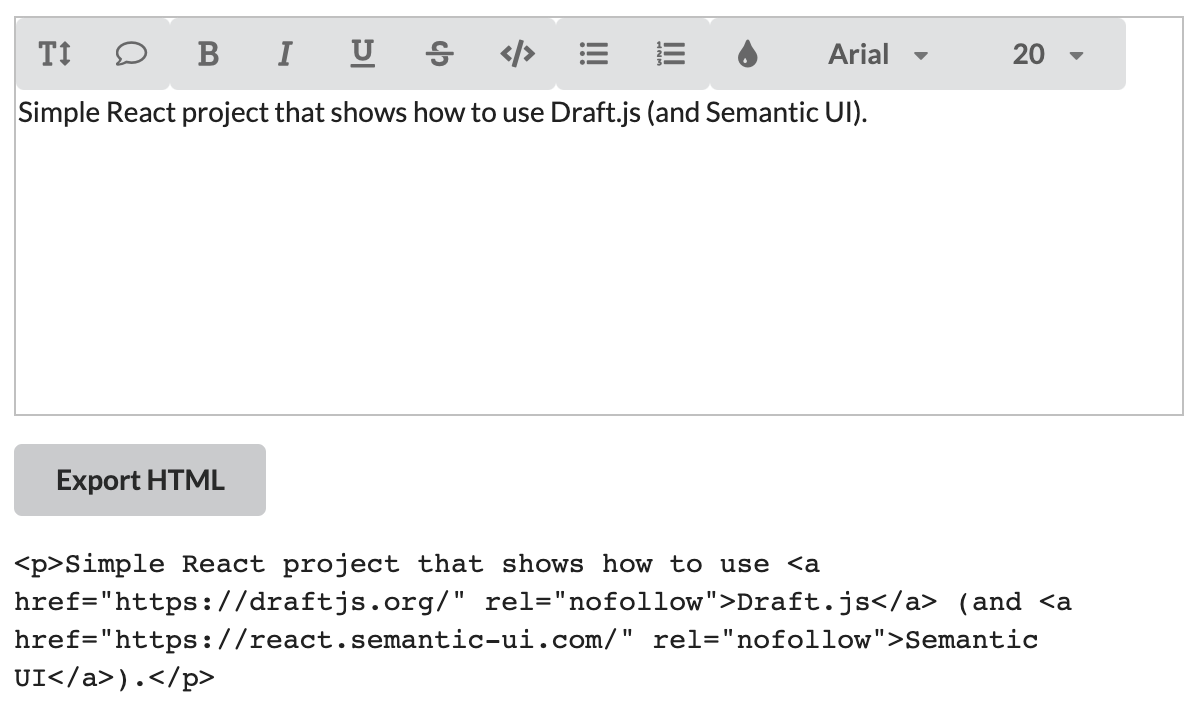 Arial 20
Simple React project that shows how to use Draft.js (and Semantic UI).
Export HTML
<p>Simple React project that shows how to use <a
href="https://draftjs.org/" rel="nofollow">Draft.js</a> (and <a
href="https://react.semantic-ui.com/" rel="nofollow">Semantic
UI</a>).</p>